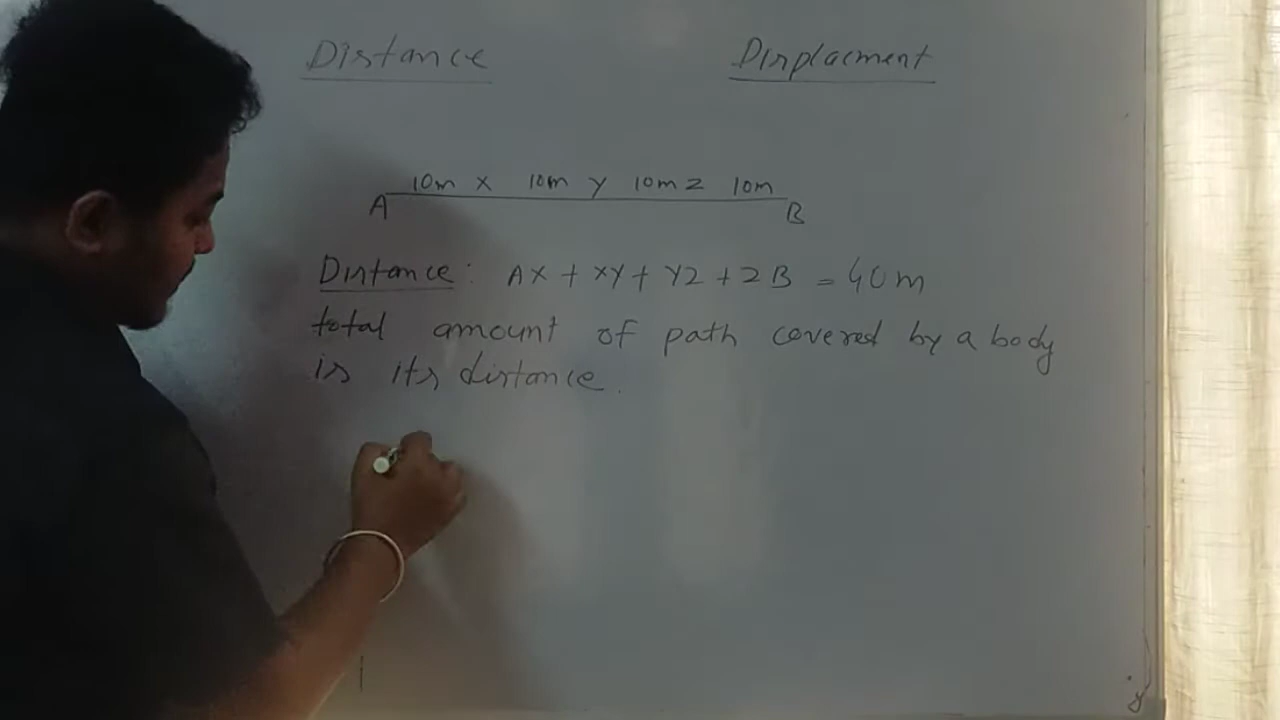 Distance
Displacment
10m x 10m y 10m z 10m
A
B
Distance: AX + XY + YZ + ZB = 40m
total amount of path covered by a body
is its distance.